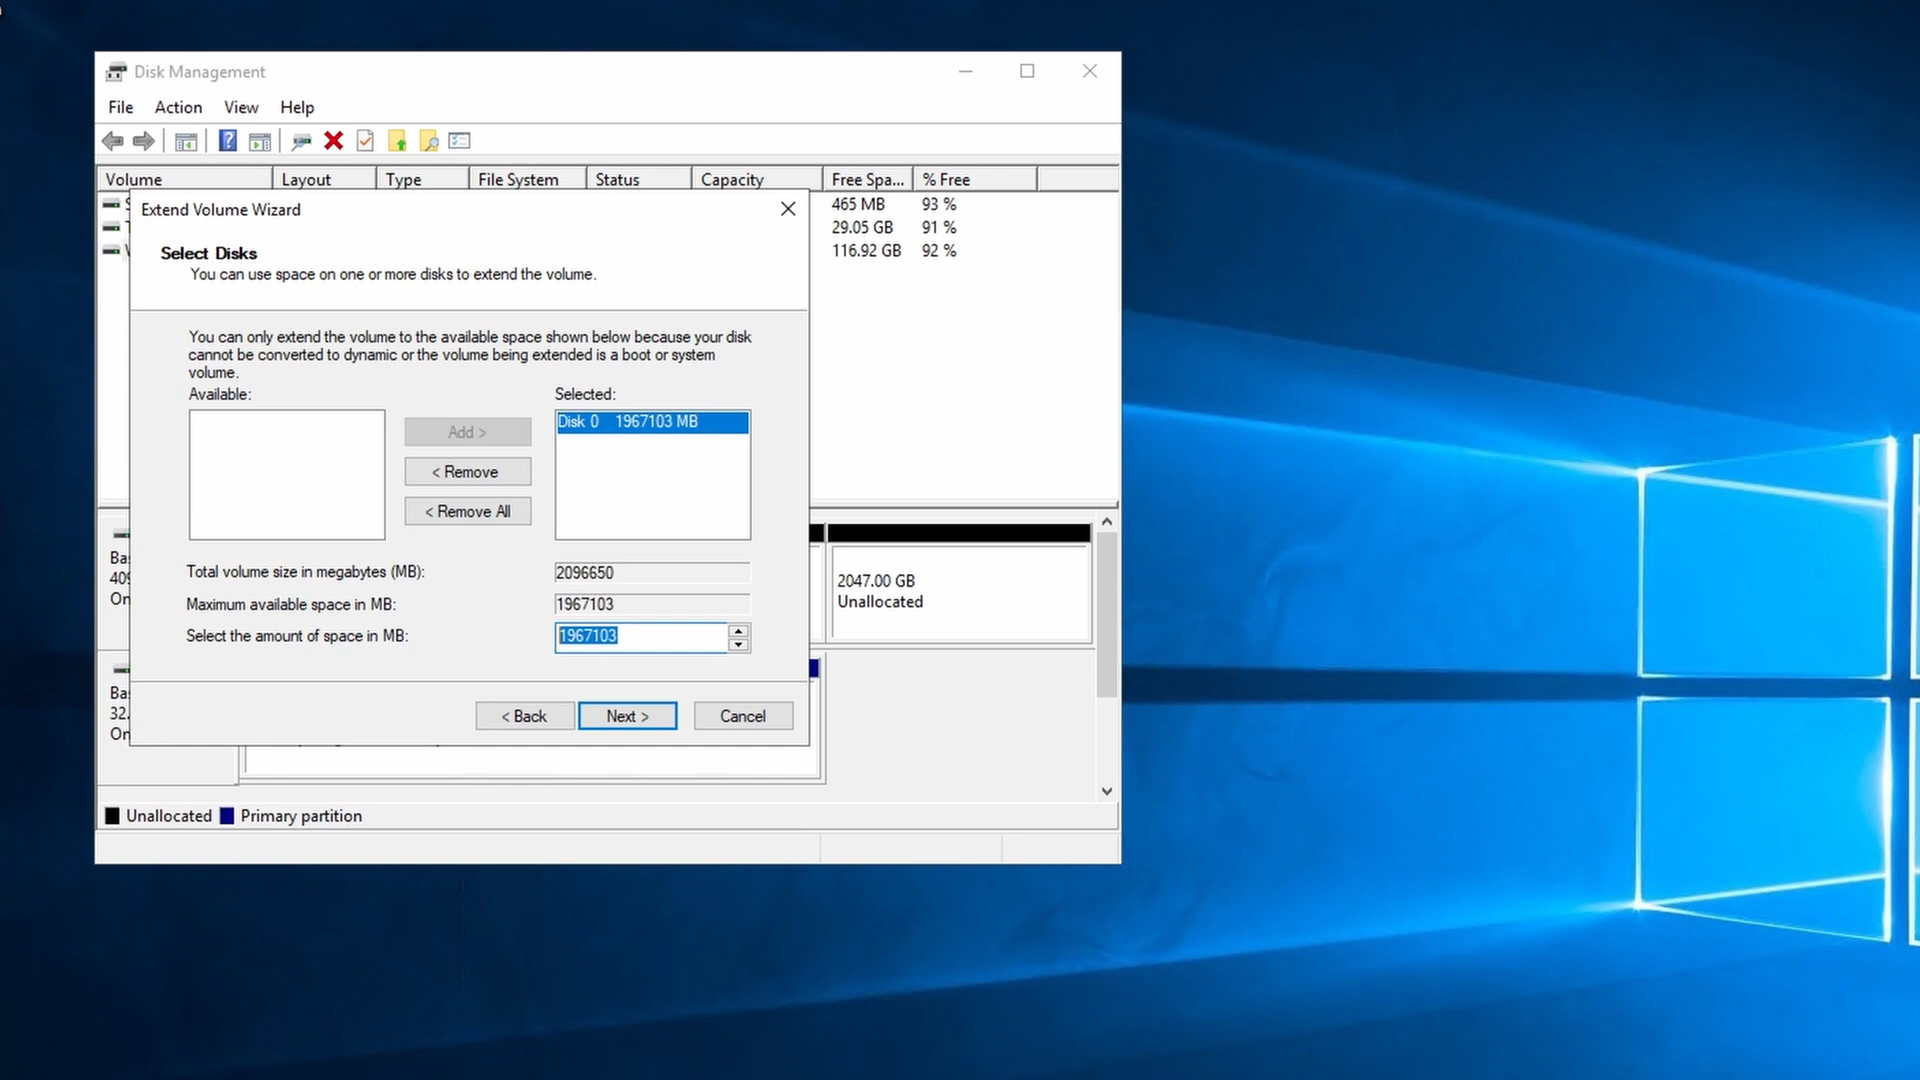 Disk Management
File Action View Help
Volume Layout Type File System Status Capacity Free Spa... % Free
465 MB 93 %
29.05 GB 91 %
116.92 GB 92 %
Extend Volume Wizard
Select Disks
You can use space on one or more disks to extend the volume.
You can only extend the volume to the available space shown below because your disk
cannot be converted to dynamic or the volume being extended is a boot or system
volume.
Available: Selected:
Disk 0 1967103 MB
Add >
< Remove
< Remove All
Total volume size in megabytes (MB): 2096650
Maximum available space in MB: 1967103
Select the amount of space in MB: 1967103
< Back Next > Cancel
Ba
409
On
2047.00 GB
Unallocated
Ba
32.
On
Unallocated Primary partition